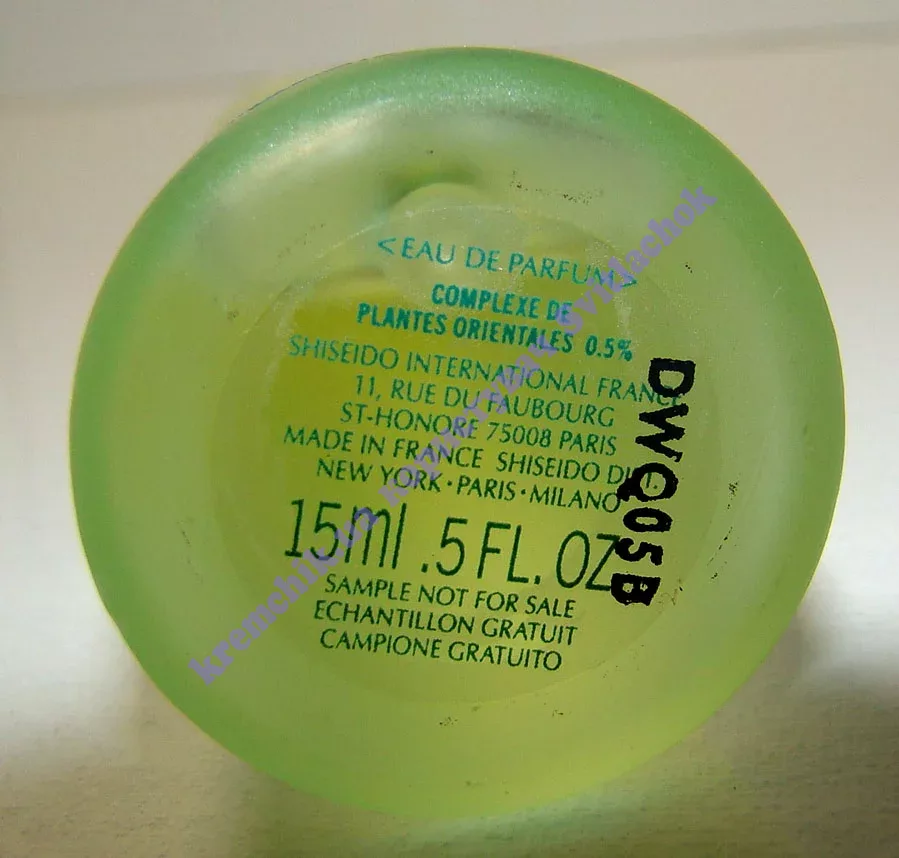 <EAU DE PARFUM>
COMPLEXE DE
PLANTES ORIENTALES 0.5%
SHISEIDO INTERNATIONAL FRANCE
11, RUE DU FAUBOURG
ST-HONORE 75008 PARIS
MADE IN FRANCE SHISEIDO
NEW YORK·PARIS·MILANO
15ml .5 FL. OZ
SAMPLE NOT FOR SALE
ECHANTILLON GRATUIT
CAMPIONE GRATUITO
DWQ05B